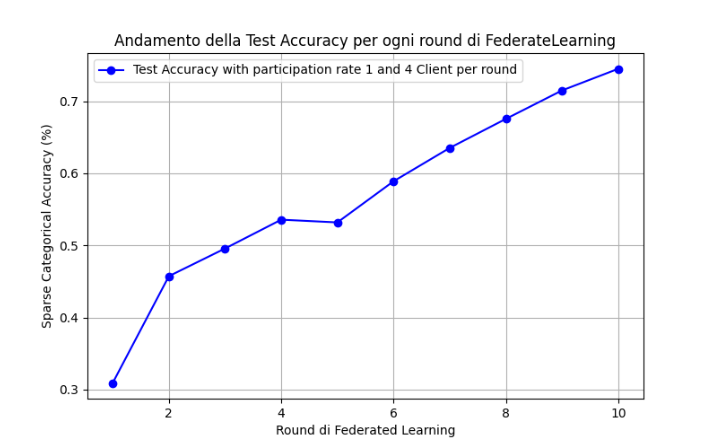 Andamento della Test Accuracy per ogni round di FederateLearning
Test Accuracy with participation rate 1 and 4 Client per round
Sparse Categorical Accuracy (%)
0.7
0.6
0.5
0.4
0.3
2 4 6 8 10
Round di Federated Learning